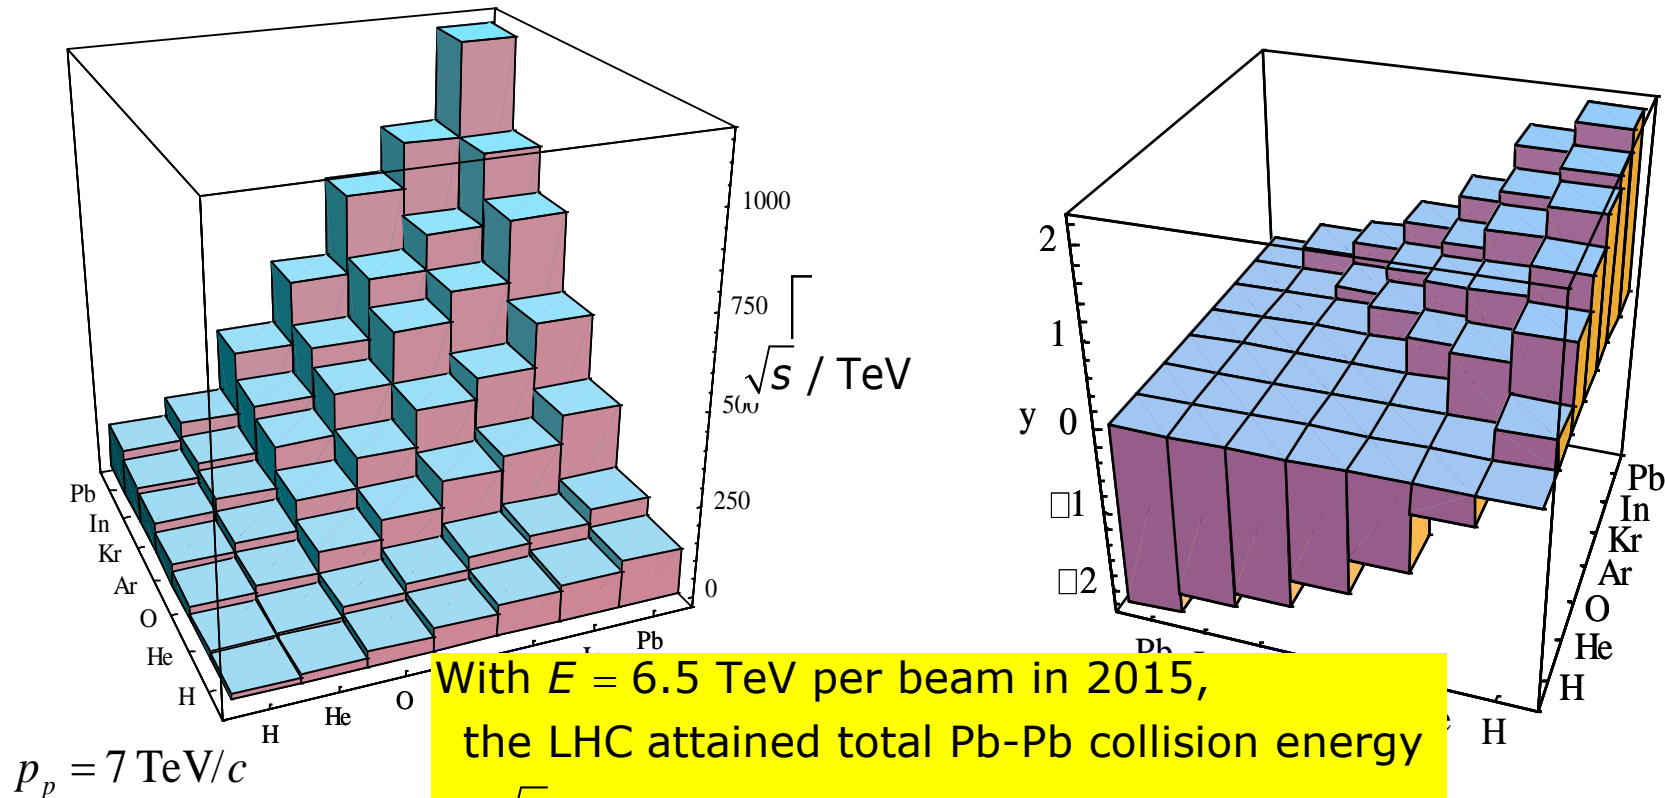 1000
750
√s / TeV
500
250
0
Pb
In
Kr
Ar
O
He
H
H
He
O
Pb
p_p = 7 TeV/c
2
1
y 0
□1
□2
Pb
H
Pb
In
Kr
Ar
O
He
H
With E = 6.5 TeV per beam in 2015,
the LHC attained total Pb-Pb collision energy